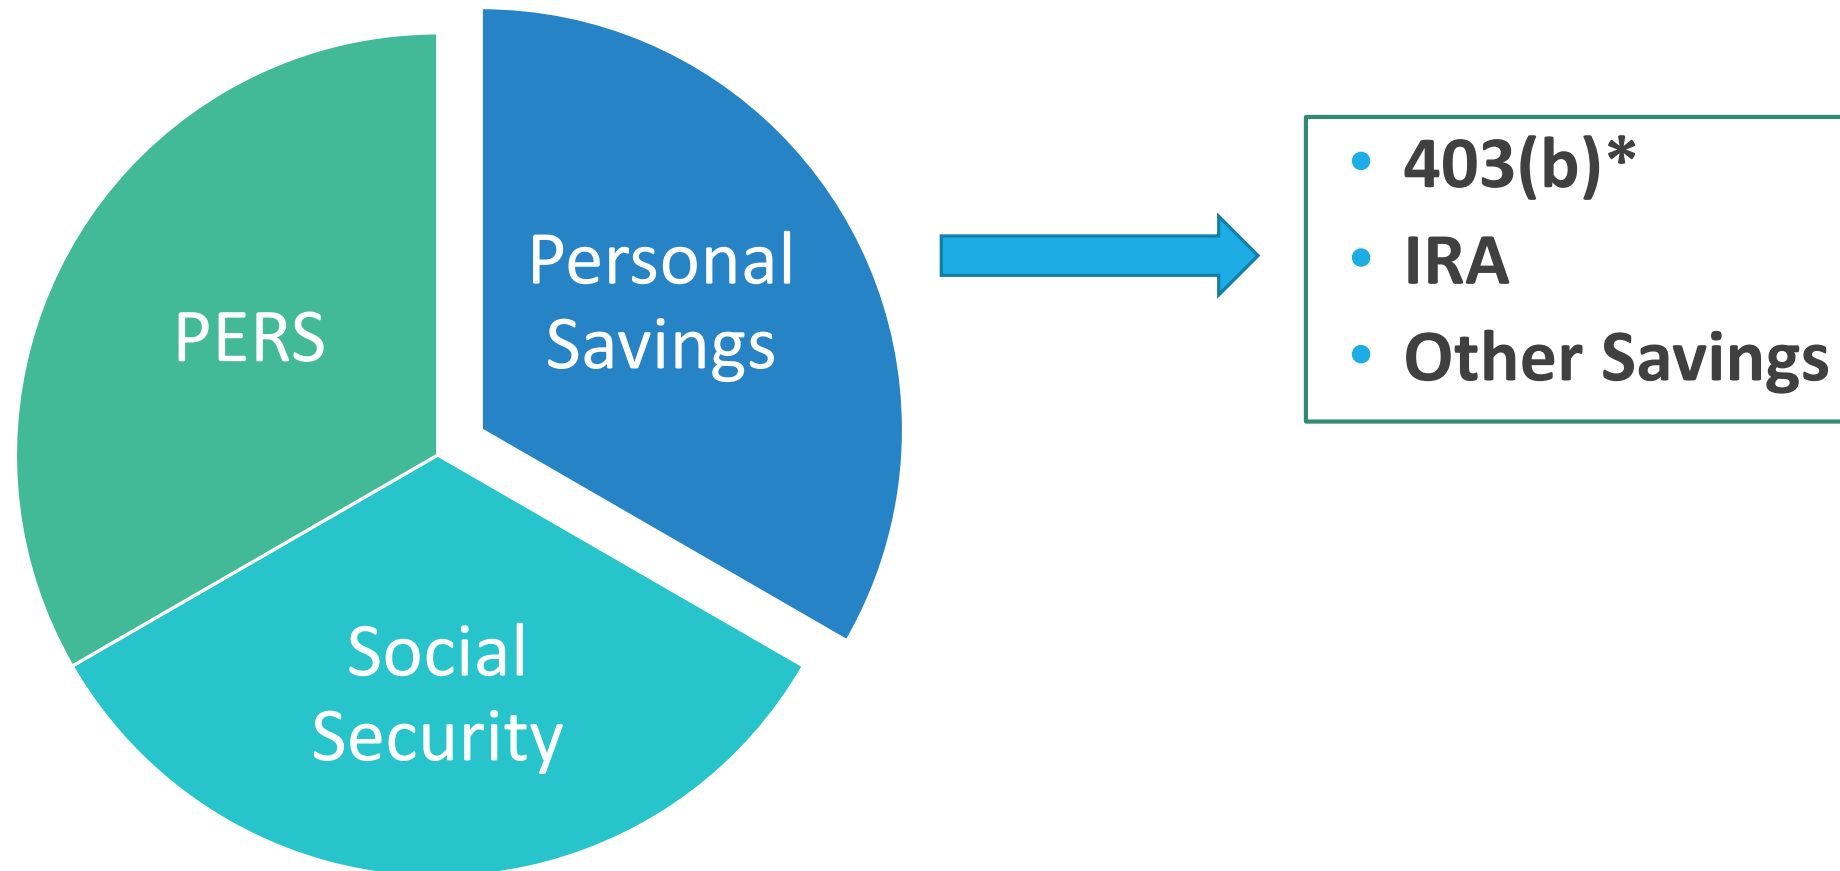 PERS
Personal
Savings
Social
Security
• 403(b)*
• IRA
• Other Savings